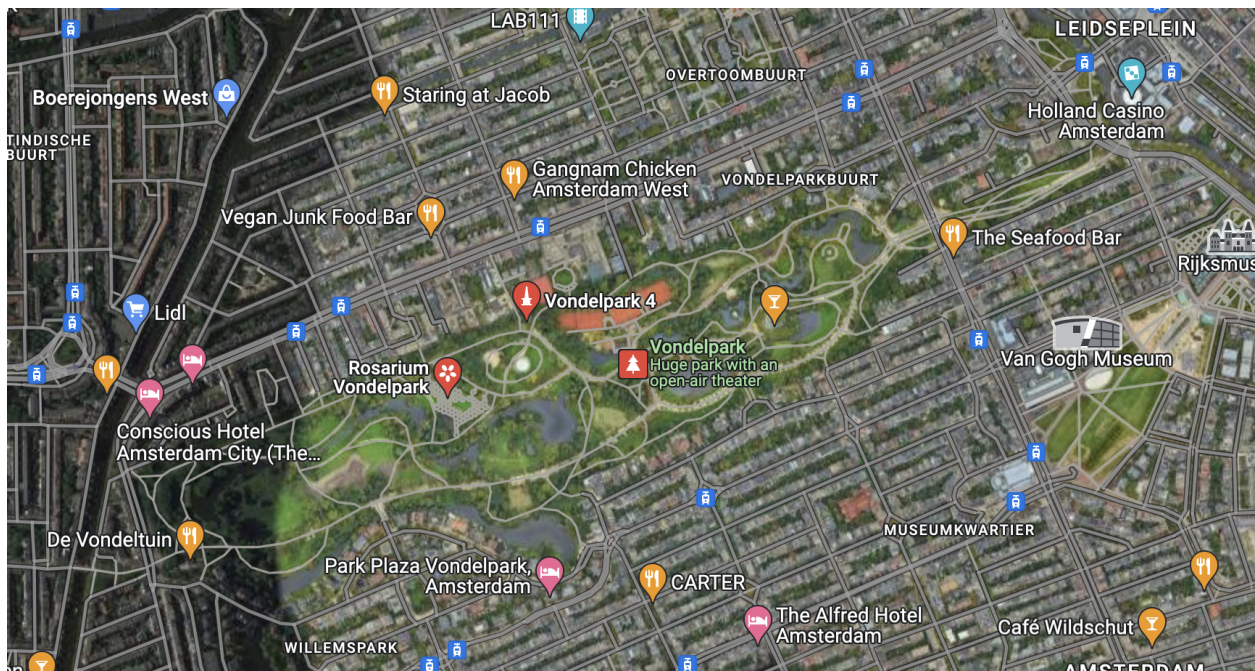 LAB111
LEIDSEPLEIN
OVERTOOMBUURT
Boerejongens West
Staring at Jacob
Holland Casino
Amsterdam
TINDISCHE
BUURT
Gangnam Chicken
Amsterdam West
VONDELPARKBUURT
Vegan Junk Food Bar
The Seafood Bar
Rijksmus
Vondelpark 4
Lidl
Vondelpark
Huge park with an
open-air theater
Van Gogh Museum
Rosarium
Vondelpark
Conscious Hotel
Amsterdam City (The...
MUSEUMKWARTIER
De Vondeltuin
Park Plaza Vondelpark,
Amsterdam
CARTER
The Alfred Hotel
Amsterdam
Café Wildschut
WILLEMSPARK
AMSTERDAM